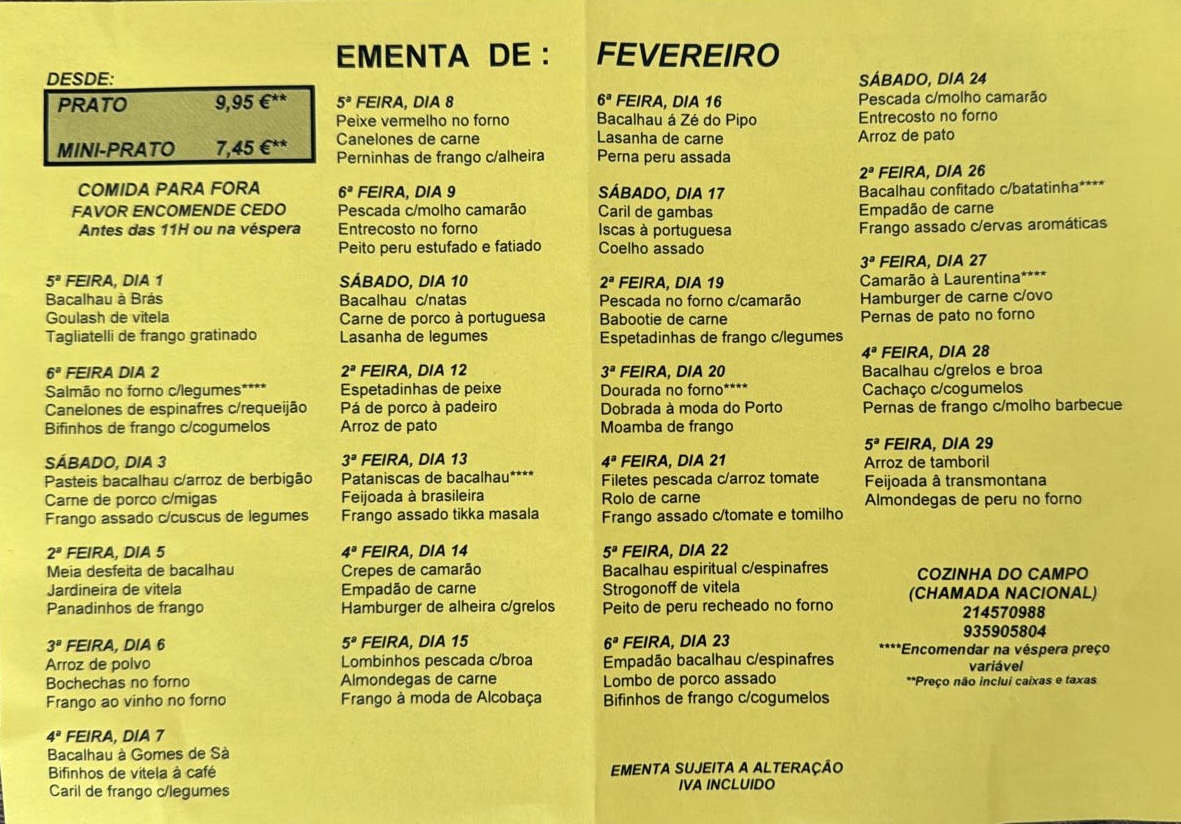 EMENTA DE : FEVEREIRO
DESDE:
PRATO 9,95 €**
MINI-PRATO 7,45 €**
COMIDA PARA FORA
FAVOR ENCOMENDE CEDO
Antes das 11H ou na véspera
5ª FEIRA, DIA 1
Bacalhau à Brás
Goulash de vitela
Tagliatelli de frango gratinado
6ª FEIRA DIA 2
Salmão no forno c/legumes****
Canelones de espinafres c/requeijão
Bifinhos de frango c/cogumelos
SÁBADO, DIA 3
Pasteis bacalhau c/arroz de berbigão
Carne de porco c/migas
Frango assado c/cuscus de legumes
2ª FEIRA, DIA 5
Meia desfeita de bacalhau
Jardineira de vitela
Panadinhos de frango
3ª FEIRA, DIA 6
Arroz de polvo
Bochechas no forno
Frango ao vinho no forno
4ª FEIRA, DIA 7
Bacalhau à Gomes de Sà
Bifinhos de vitela à café
Caril de frango c/legumes
5ª FEIRA, DIA 8
Peixe vermelho no forno
Canelones de carne
Perninhas de frango c/alheira
6ª FEIRA, DIA 9
Pescada c/molho camarão
Entrecosto no forno
Peito peru estufado e fatiado
SÁBADO, DIA 10
Bacalhau c/natas
Carne de porco à portuguesa
Lasanha de legumes
2ª FEIRA, DIA 12
Espetadinhas de peixe
Pá de porco à padeiro
Arroz de pato
3ª FEIRA, DIA 13
Pataniscas de bacalhau****
Feijoada à brasileira
Frango assado tikka masala
4ª FEIRA, DIA 14
Crepes de camarão
Empadão de carne
Hamburger de alheira c/grelos
5ª FEIRA, DIA 15
Lombinhos pescada c/broa
Almondegas de carne
Frango à moda de Alcobaça
6ª FEIRA, DIA 16
Bacalhau á Zé do Pipo
Lasanha de carne
Perna peru assada
SÁBADO, DIA 17
Caril de gambas
Iscas à portuguesa
Coelho assado
2ª FEIRA, DIA 19
Pescada no forno c/camarão
Babootie de carne
Espetadinhas de frango c/legumes
3ª FEIRA, DIA 20
Dourada no forno****
Dobrada à moda do Porto
Moamba de frango
4ª FEIRA, DIA 21
Filetes pescada c/arroz tomate
Rolo de carne
Frango assado c/tomate e tomilho
5ª FEIRA, DIA 22
Bacalhau espiritual c/espinafres
Strogonoff de vitela
Peito de peru recheado no forno
6ª FEIRA, DIA 23
Empadão bacalhau c/espinafres
Lombo de porco assado
Bifinhos de frango c/cogumelos
EMENTA SUJEITA A ALTERAÇÂO
IVA INCLUIDO
SÁBADO, DIA 24
Pescada c/molho camarão
Entrecosto no forno
Arroz de pato
2ª FEIRA, DIA 26
Bacalhau confitado c/batatinha****
Empadão de carne
Frango assado c/ervas aromáticas
3ª FEIRA, DIA 27
Camarão à Laurentina****
Hamburger de carne c/ovo
Pernas de pato no forno
4ª FEIRA, DIA 28
Bacalhau c/grelos e broa
Cachaço c/cogumelos
Pernas de frango c/molho barbecue
5ª FEIRA, DIA 29
Arroz de tamboril
Feijoada â transmontana
Almondegas de peru no forno
COZINHA DO CAMPO
(CHAMADA NACIONAL)
214570988
935905804
****Encomendar na véspera preço
variável
**Preço não inclui caixas e taxas